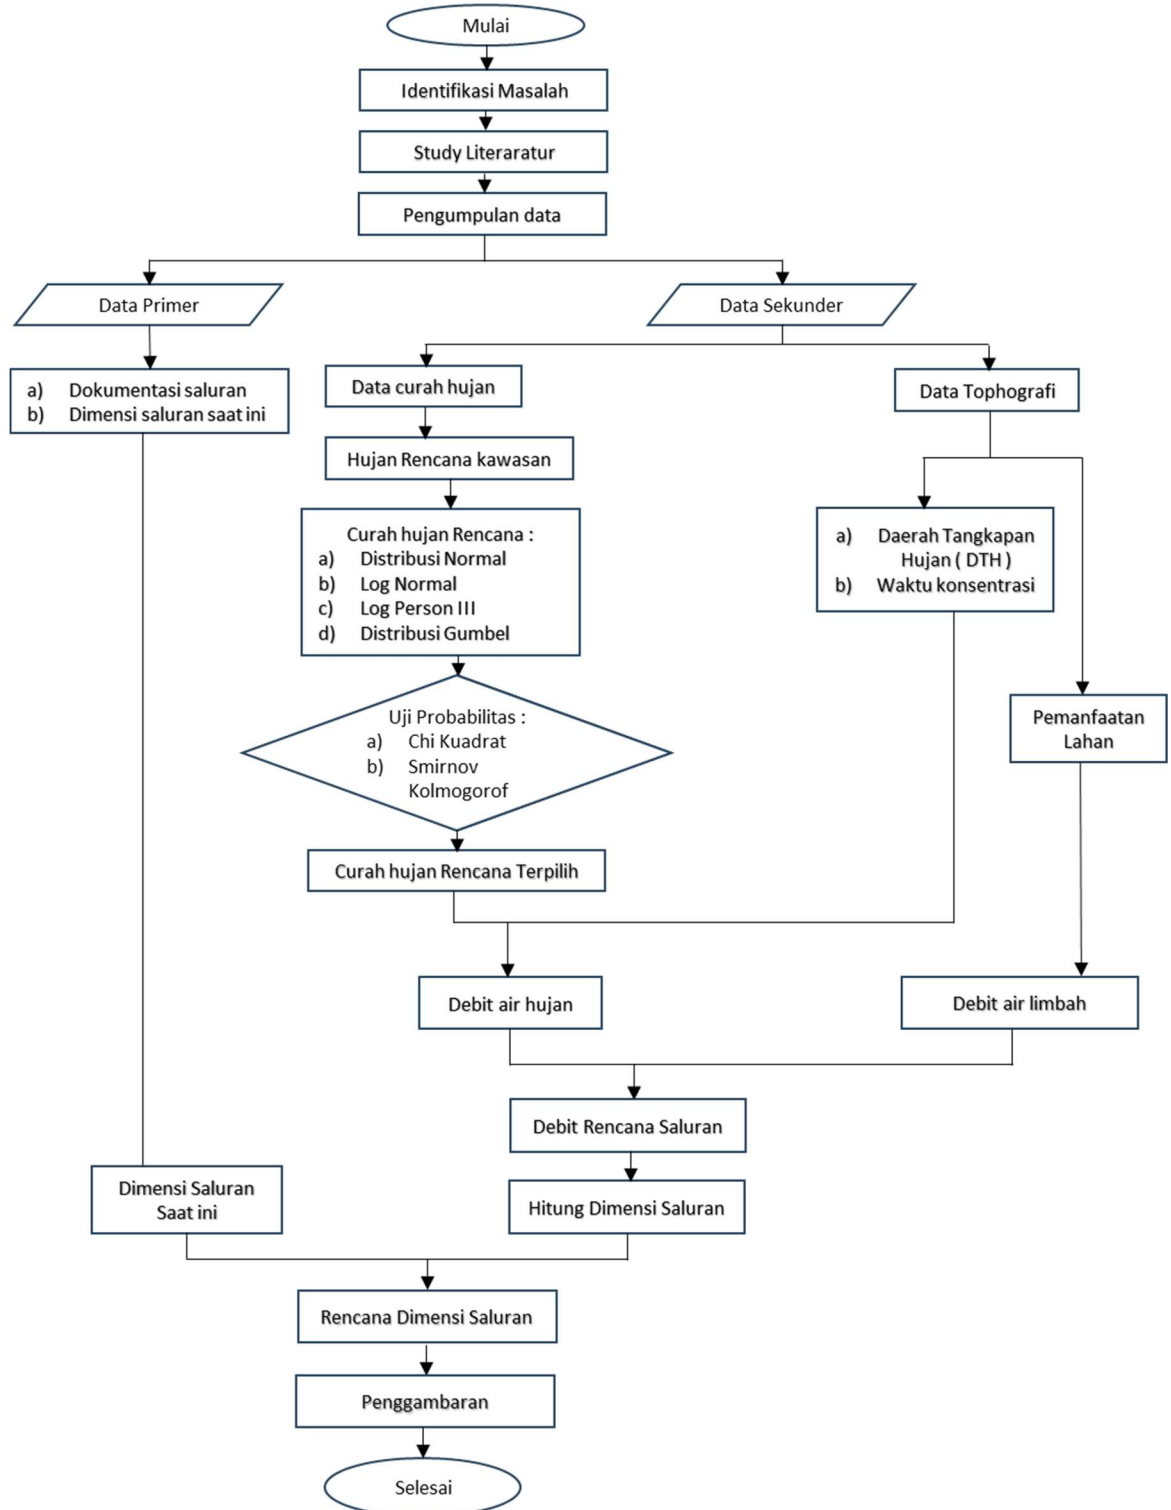 Mulai
Identifikasi Masalah
Study Literaratur
Pengumpulan data
Data Primer
Data Sekunder
a) Dokumentasi saluran
b) Dimensi saluran saat ini
Data curah hujan
Data Tophografi
Hujan Rencana kawasan
Curah hujan Rencana :
a) Distribusi Normal
b) Log Normal
c) Log Person III
d) Distribusi Gumbel
a) Daerah Tangkapan
Hujan ( DTH )
b) Waktu konsentrasi
Uji Probabilitas :
a) Chi Kuadrat
b) Smirnov
Kolmogorof
Pemanfaatan
Lahan
Curah hujan Rencana Terpilih
Debit air hujan
Debit air limbah
Debit Rencana Saluran
Dimensi Saluran
Saat ini
Hitung Dimensi Saluran
Rencana Dimensi Saluran
Penggambaran
Selesai